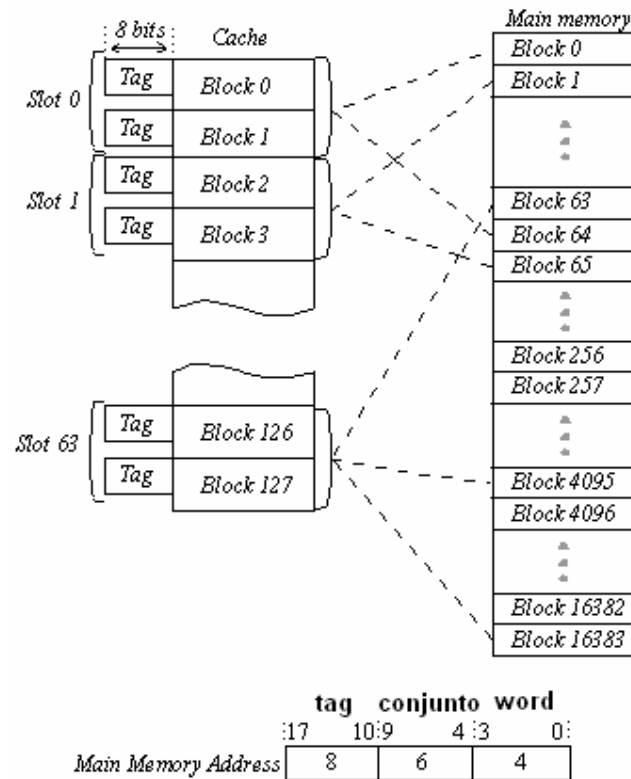 8 bits
Cache
Main memory
Slot 0
Tag
Block 0
Tag
Block 1
Slot 1
Tag
Block 2
Tag
Block 3
Slot 63
Tag
Block 126
Tag
Block 127
Block 0
Block 1
Block 63
Block 64
Block 65
Block 256
Block 257
Block 4095
Block 4096
Block 16382
Block 16383
tag conjunto word
17 10 9 4 3 0
Main Memory Address 8 6 4